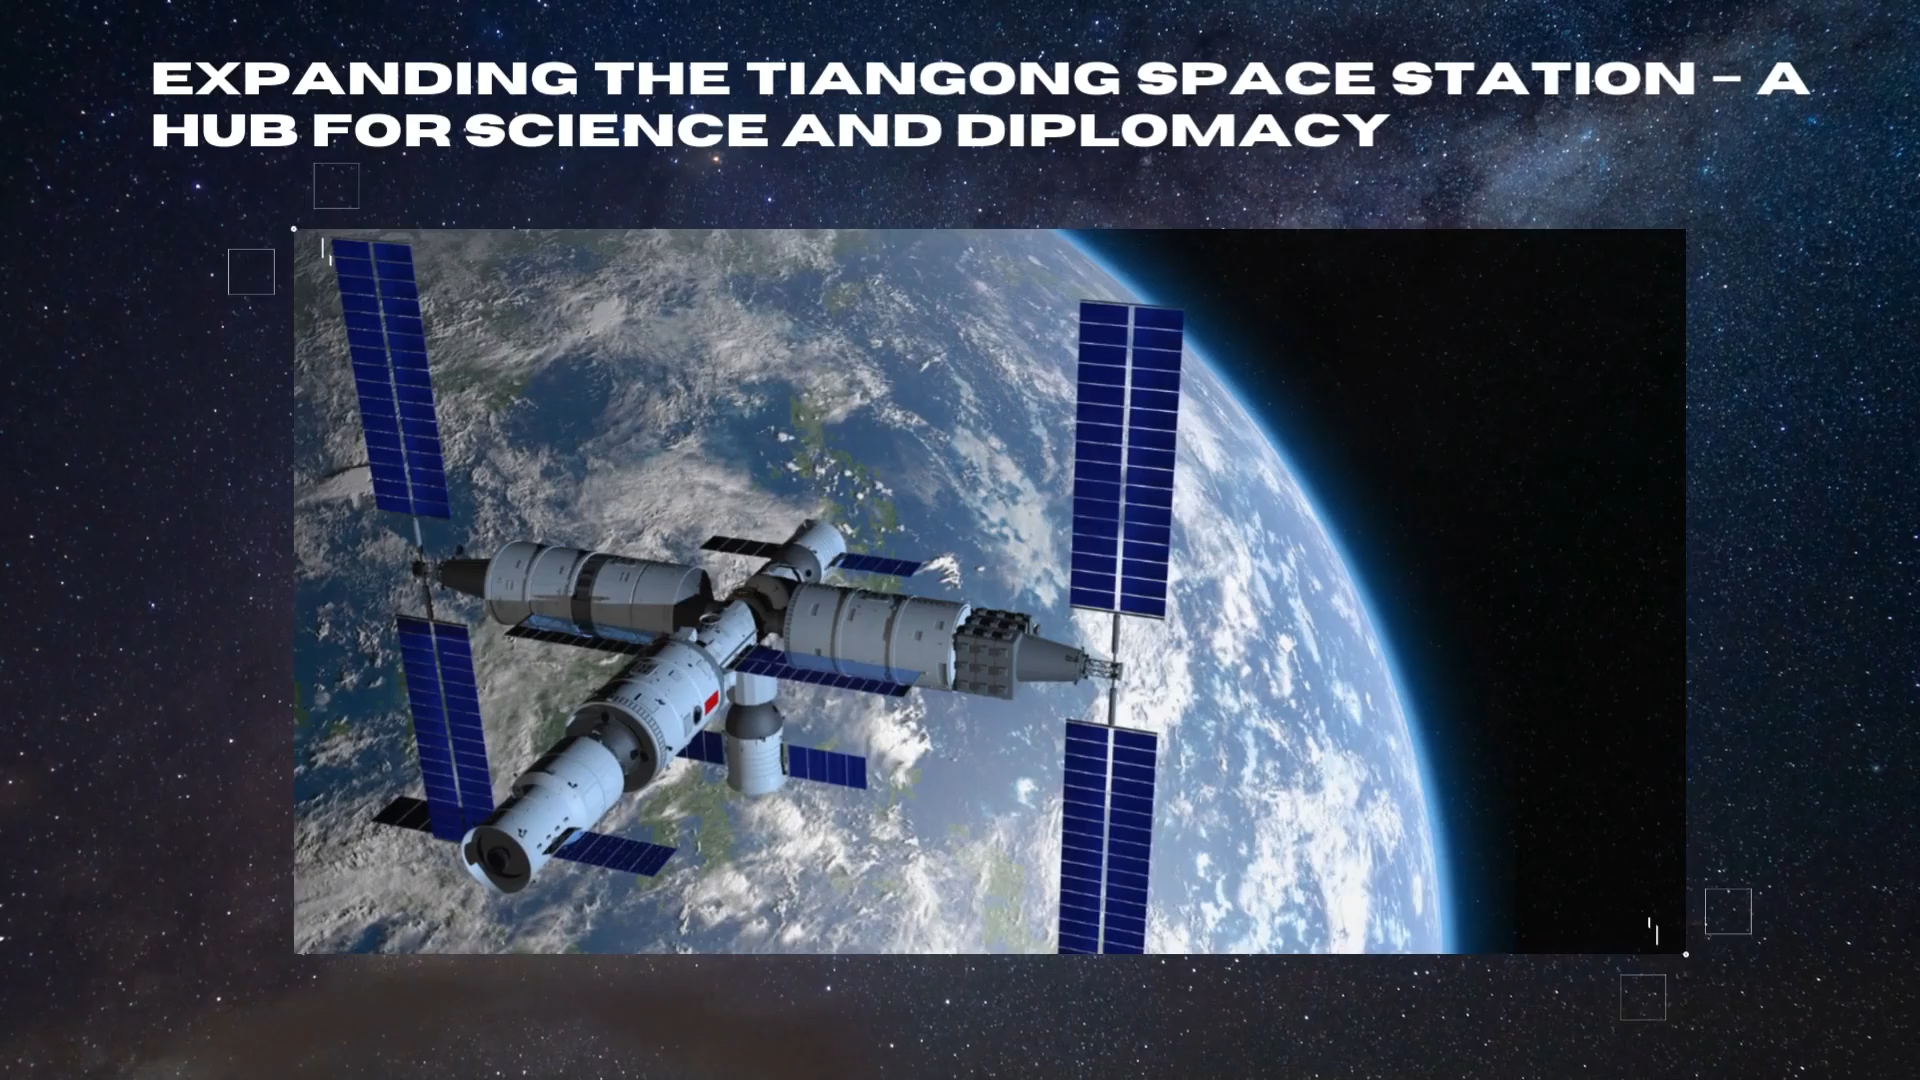 EXPANDING THE TIANGONG SPACE STATION – A
HUB FOR SCIENCE AND DIPLOMACY